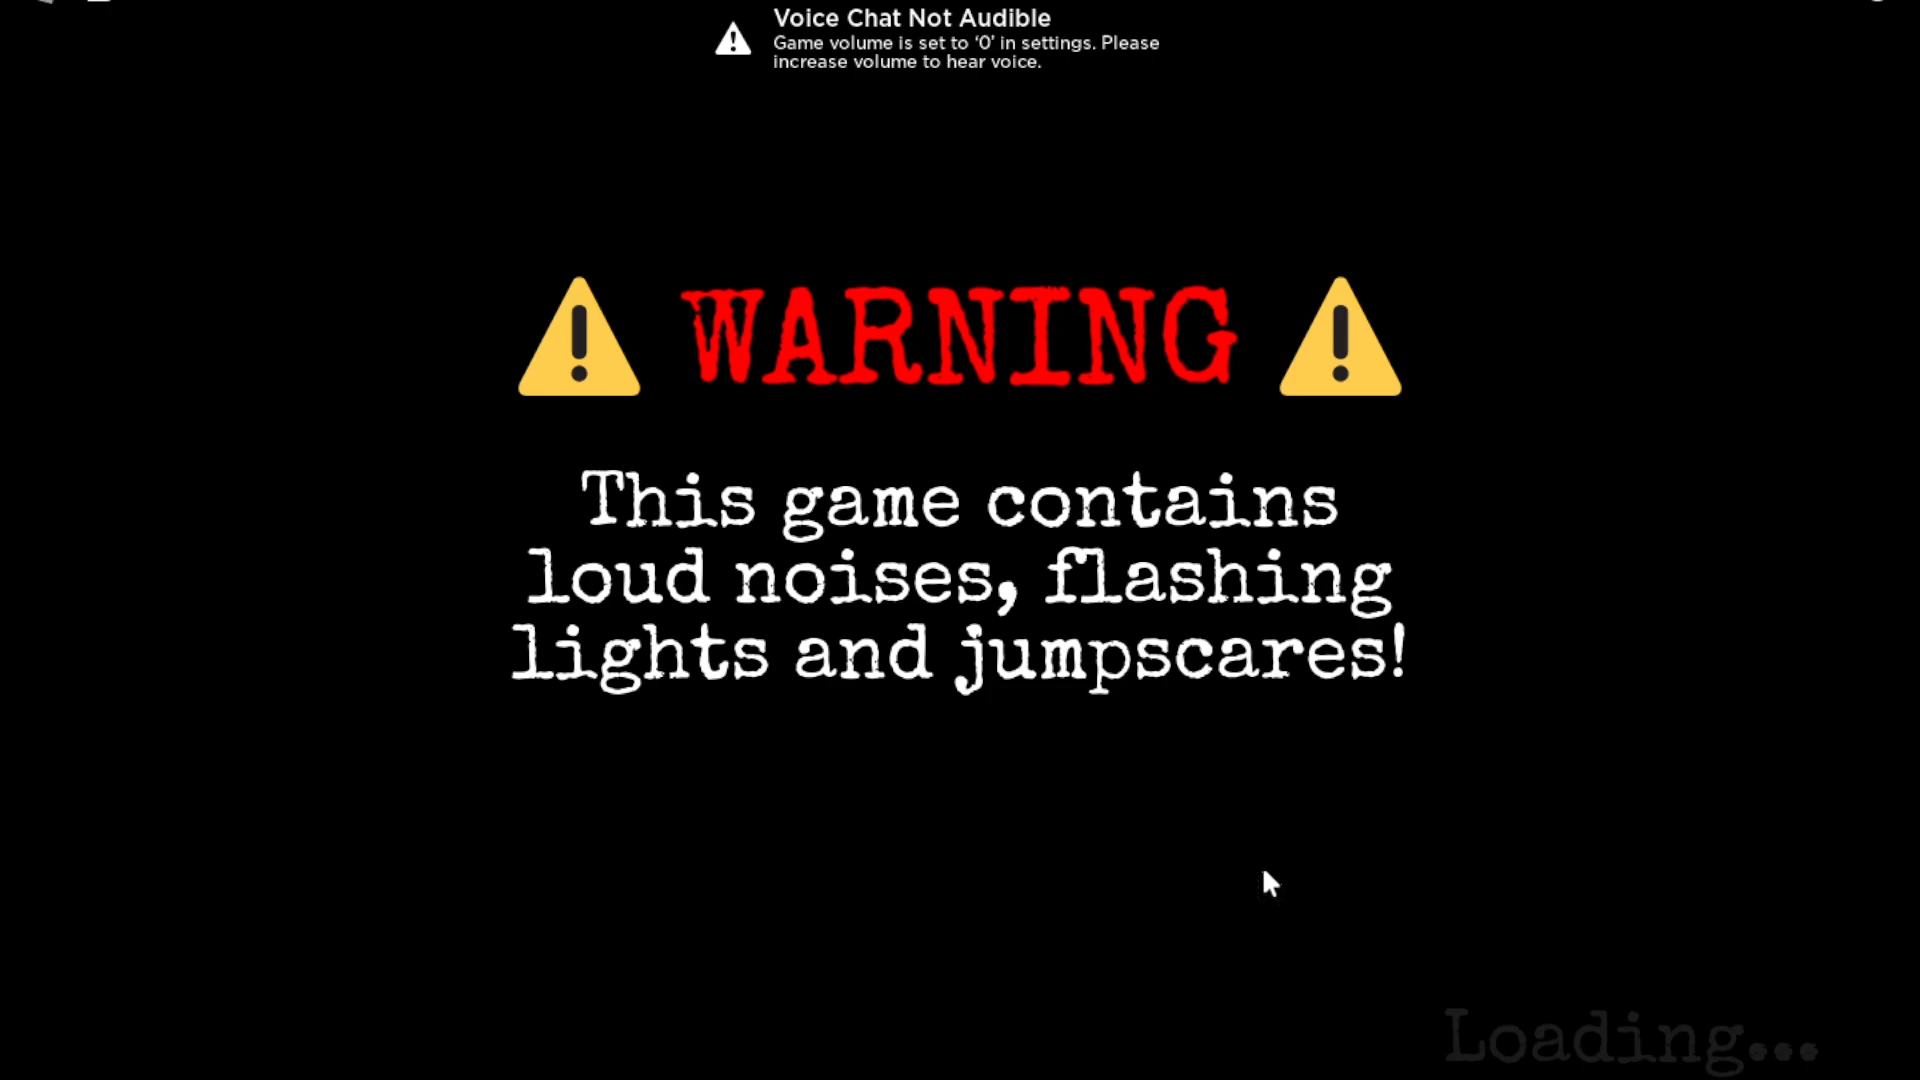 Voice Chat Not Audible
Game volume is set to ‘0’ in settings. Please
increase volume to hear voice.
WARNING
This game contains
loud noises, flashing
lights and jumpscares!
Loading...